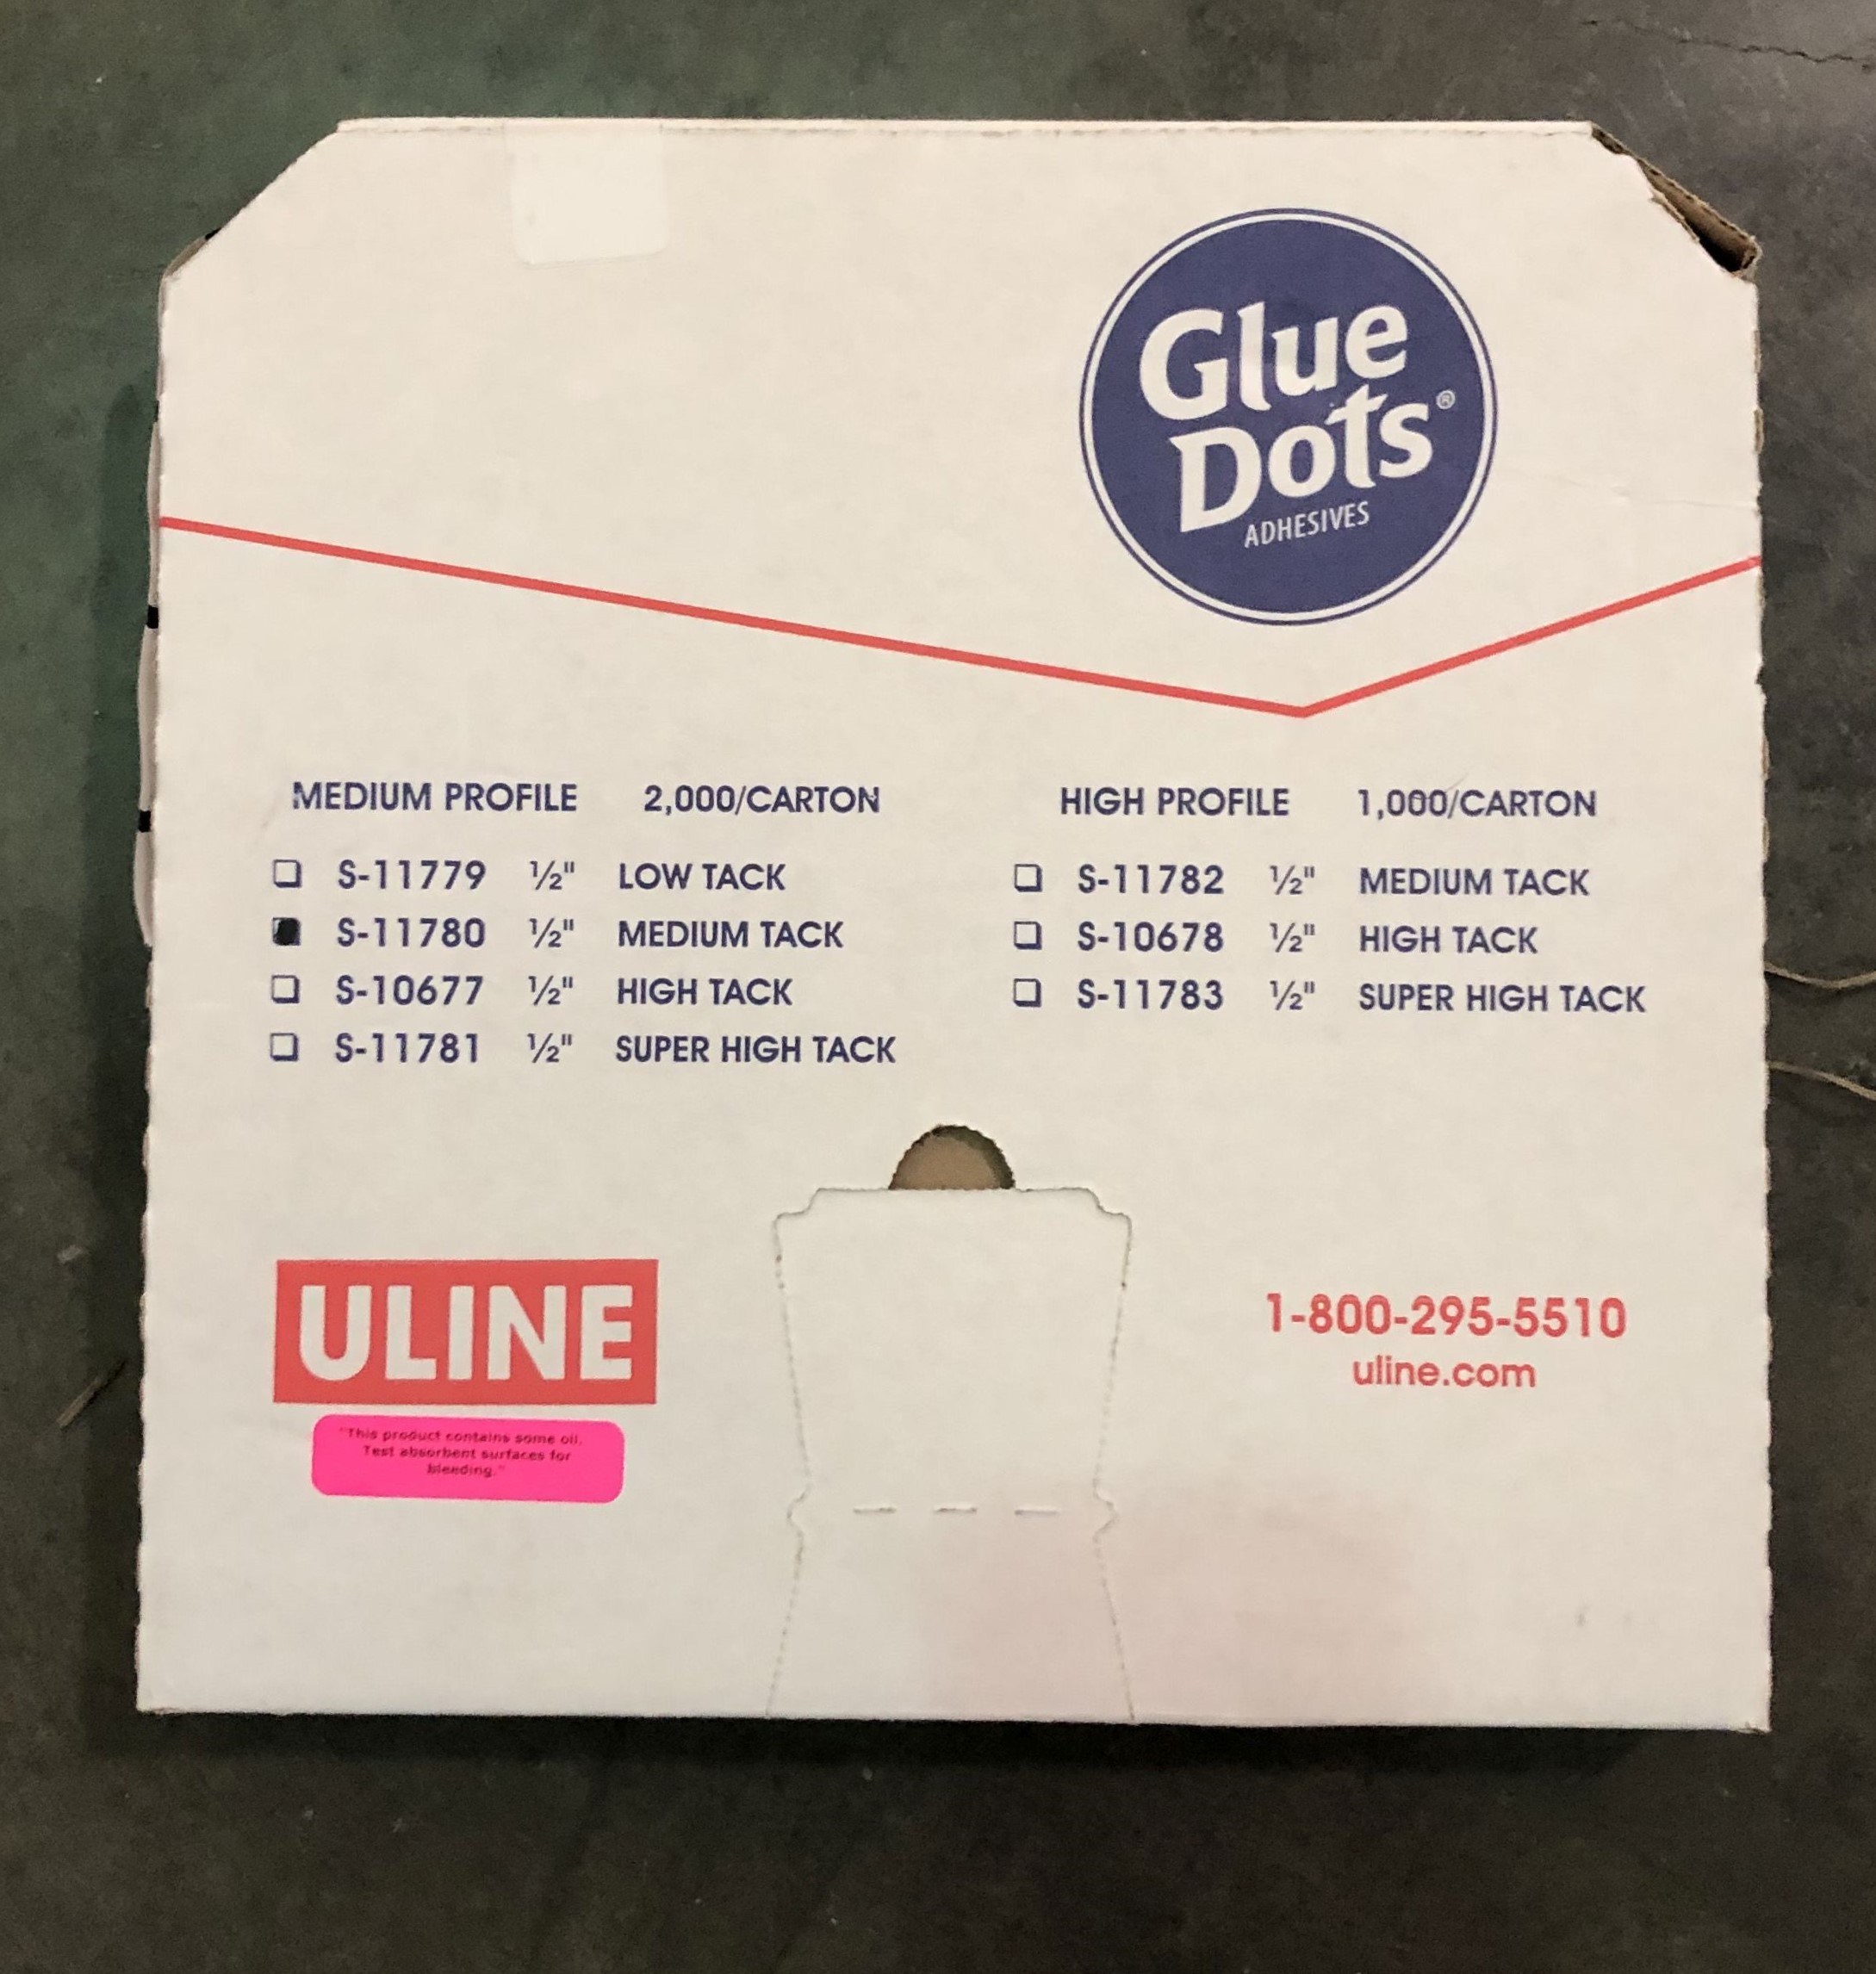 Glue
Dots®
ADHESIVES
MEDIUM PROFILE 2,000/CARTON
S-11779 ½" LOW TACK
S-11780 ½" MEDIUM TACK
S-10677 ½" HIGH TACK
S-11781 ½" SUPER HIGH TACK
HIGH PROFILE 1,000/CARTON
S-11782 ½" MEDIUM TACK
S-10678 ½" HIGH TACK
S-11783 ½" SUPER HIGH TACK
ULINE
"This product contains some oil.
Test absorbent surfaces for
bleeding."
1-800-295-5510
uline.com